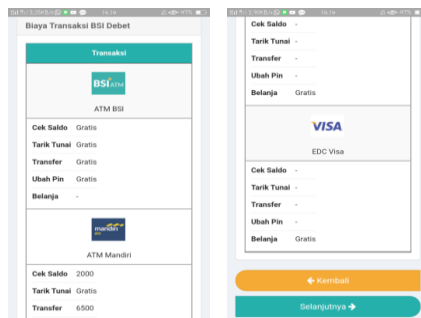 Biaya Transaksi BSI Debet
Transaksi
BSI ATM
ATM BSI
Cek Saldo Gratis
Tarik Tunai Gratis
Transfer Gratis
Ubah Pin Gratis
Belanja -
mandiri
ATM Mandiri
Cek Saldo 2000
Tarik Tunai Gratis
Transfer 6500
Cek Saldo -
Tarik Tunai -
Transfer -
Ubah Pin -
Belanja Gratis
VISA
EDC Visa
Cek Saldo -
Tarik Tunai -
Transfer -
Ubah Pin -
Belanja Gratis
← Kembali
Selanjutnya →